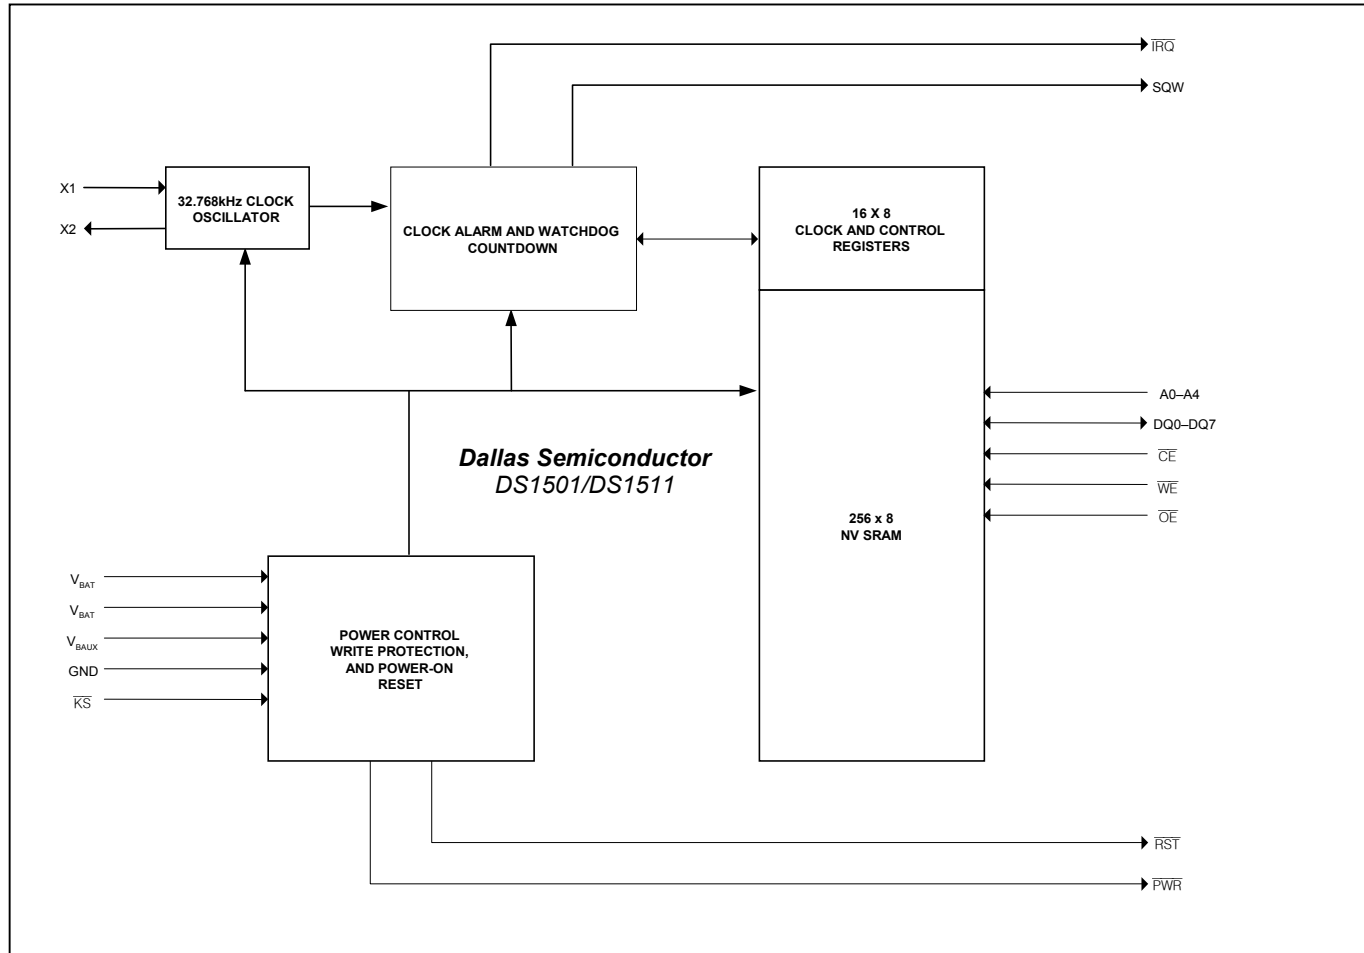 IRQ
SQW
X1
X2
32.768kHz CLOCK
OSCILLATOR
CLOCK ALARM AND WATCHDOG
COUNTDOWN
16 X 8
CLOCK AND CONTROL
REGISTERS
A0–A4
DQ0–DQ7
CE
WE
OE
Dallas Semiconductor
DS1501/DS1511
256 x 8
NV SRAM
VBAT
VBAT
VBAUX
GND
KS
POWER CONTROL
WRITE PROTECTION,
AND POWER-ON
RESET
RST
PWR